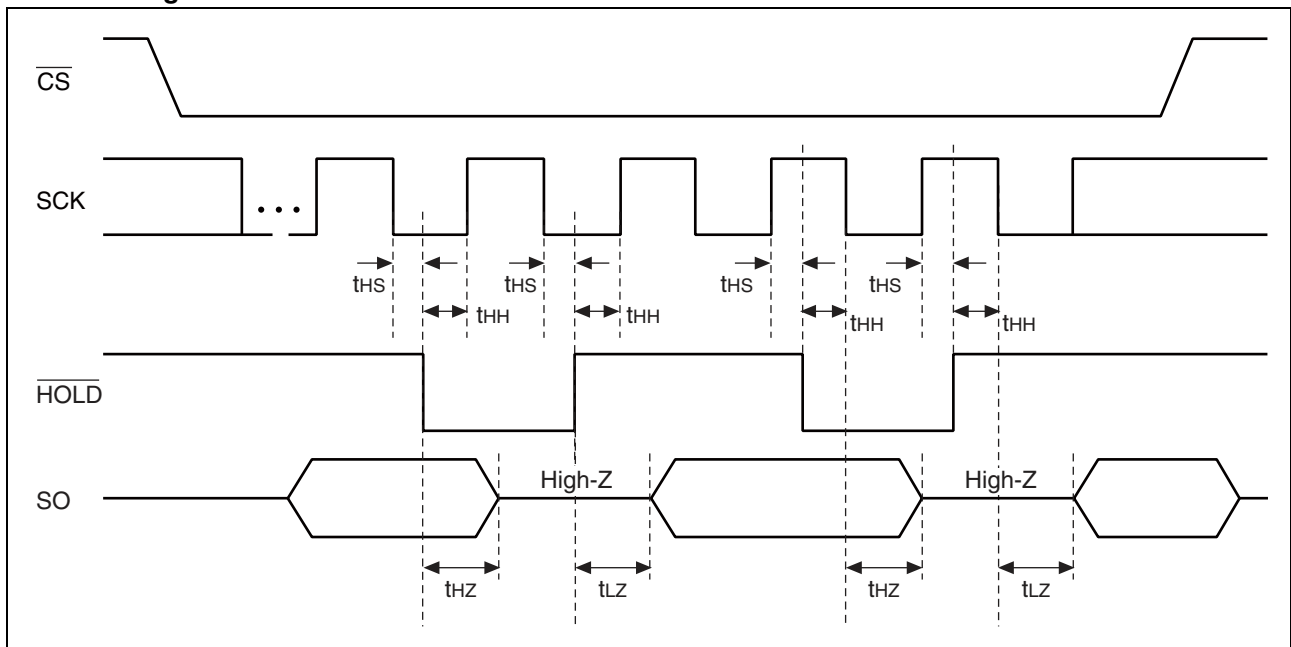 CS
SCK
• • •
tHS
tHS
tHS
tHS
tHH
tHH
tHH
tHH
HOLD
High-Z
High-Z
SO
tHZ
tLZ
tHZ
tLZ